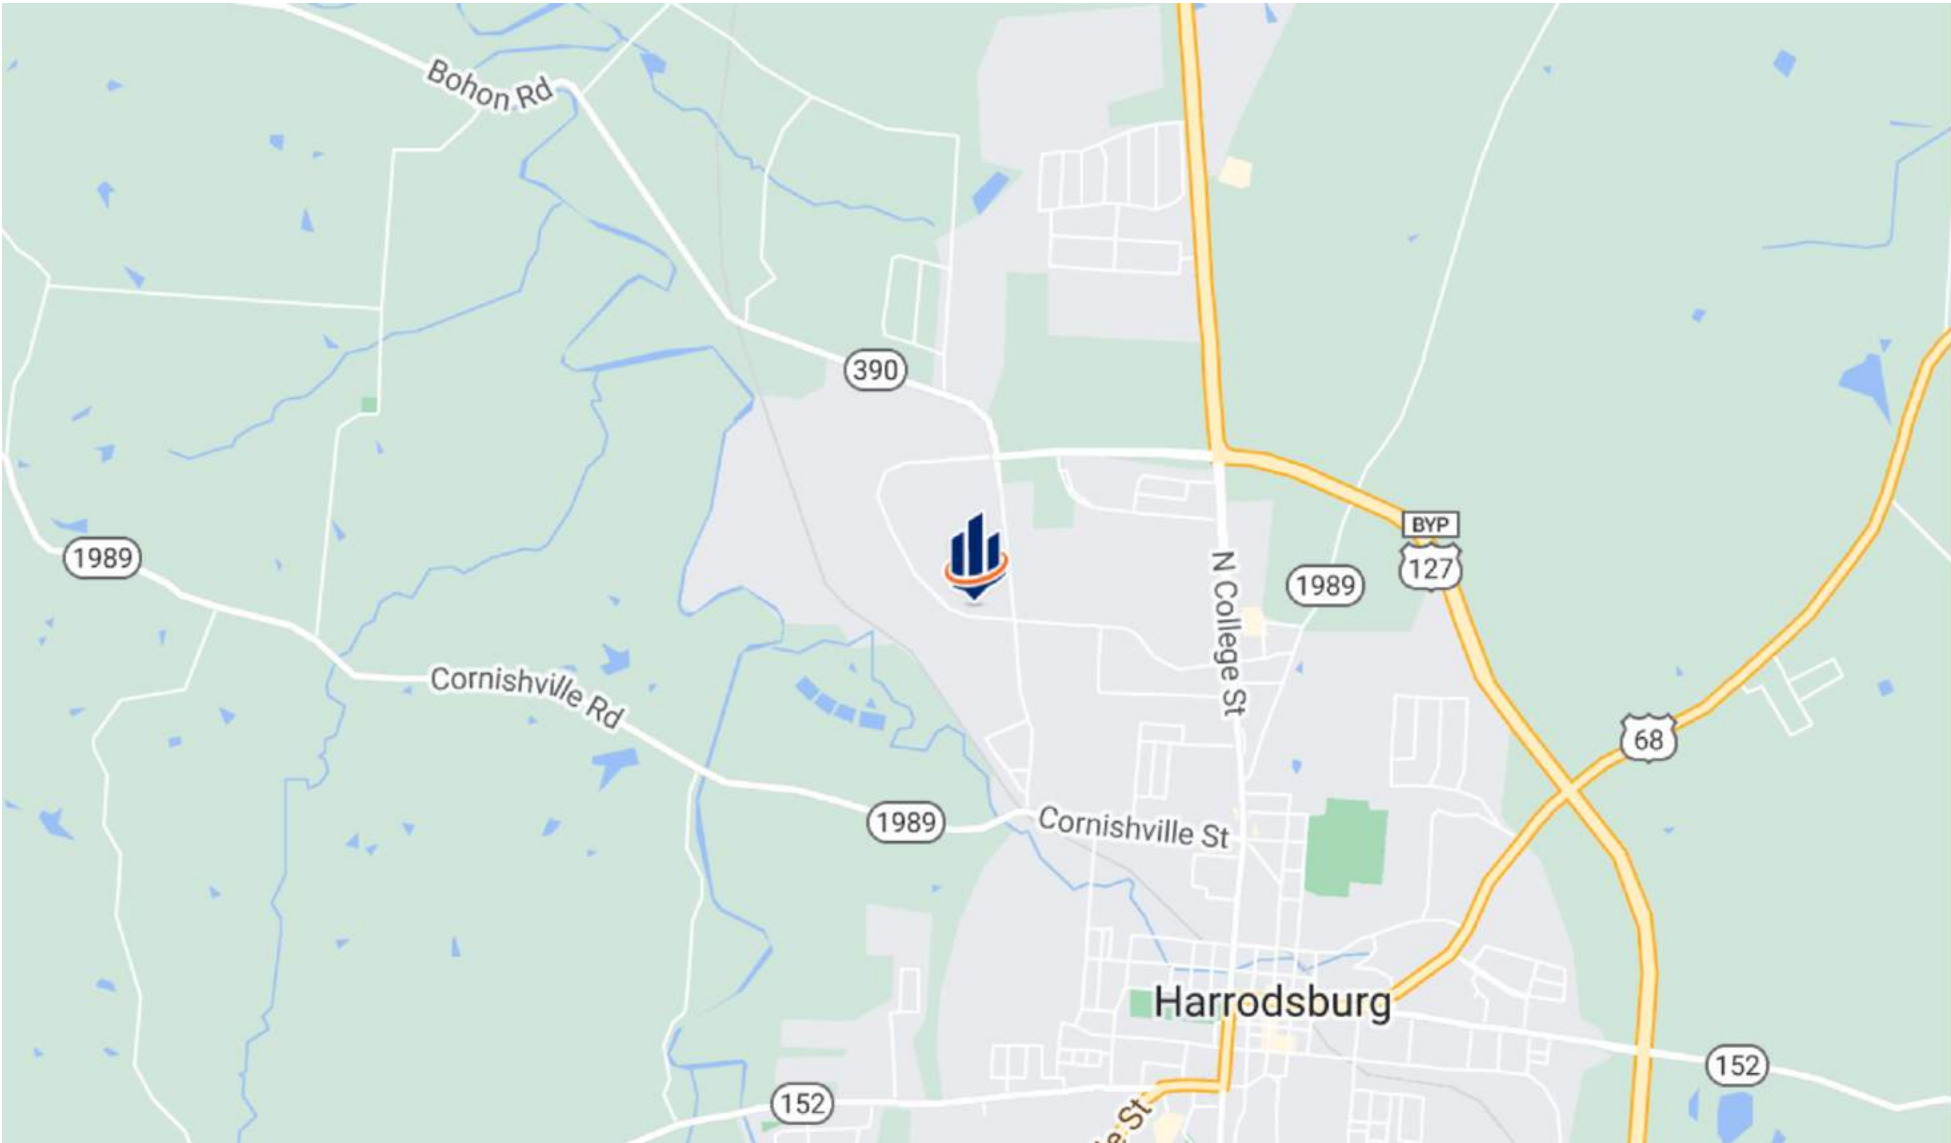 Bohon Rd
390
BYP
127
1989
1989
N College St
Cornishville Rd
68
1989
Cornishville St
Harrodsburg
152
152